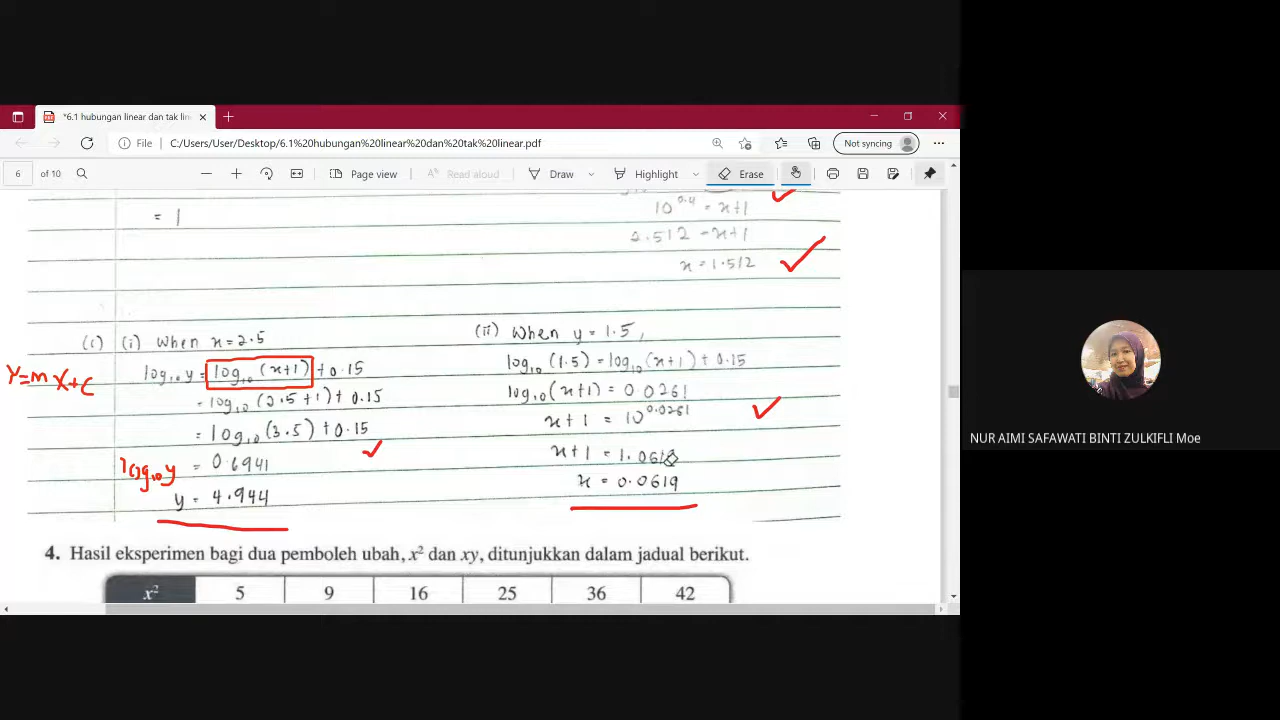 *6.1 hubungan linear dan tak lin
File C:/Users/User/Desktop/6.1%20hubungan%20linear%20dan%20tak%20linear.pdf Not syncing
6 of 10 Page view Read aloud Draw Highlight Erase
= 1
10^0.4 = x+1
2.512 = x+1
x = 1.512
(c) (i) when x = 2.5
log10 y = log10 (x+1) + 0.15
Y = m X + c
= log10 (2.5+1) + 0.15
= log10 (3.5) + 0.15
log10 y = 0.6941
y = 4.944
(ii) When y = 1.5,
log10 (1.5) = log10 (x+1) + 0.15
log10 (x+1) = 0.0261
x+1 = 10^0.0261
x+1 = 1.061
x = 0.0619
4. Hasil eksperimen bagi dua pemboleh ubah, x² dan xy, ditunjukkan dalam jadual berikut.
x² 5 9 16 25 36 42
NUR AIMI SAFAWATI BINTI ZULKIFLI Moe